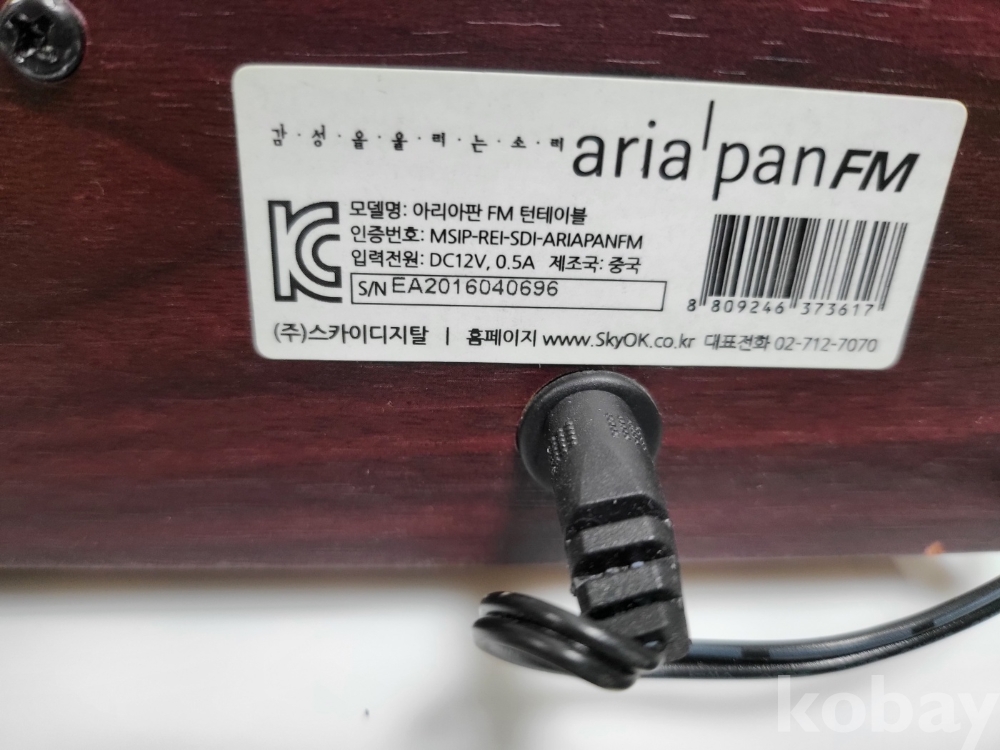 감·성·을·울·리·는·소·리 aria pan FM
모델명: 아리아판 FM 턴테이블
인증번호: MSIP-REI-SDI-ARIAPANFM
입력전원: DC12V, 0.5A 제조국: 중국
S/N EA2016040696
8 809246 373617
(주)스카이디지탈 | 홈페이지 www.SkyOK.co.kr 대표전화 02-712-7070
kobay